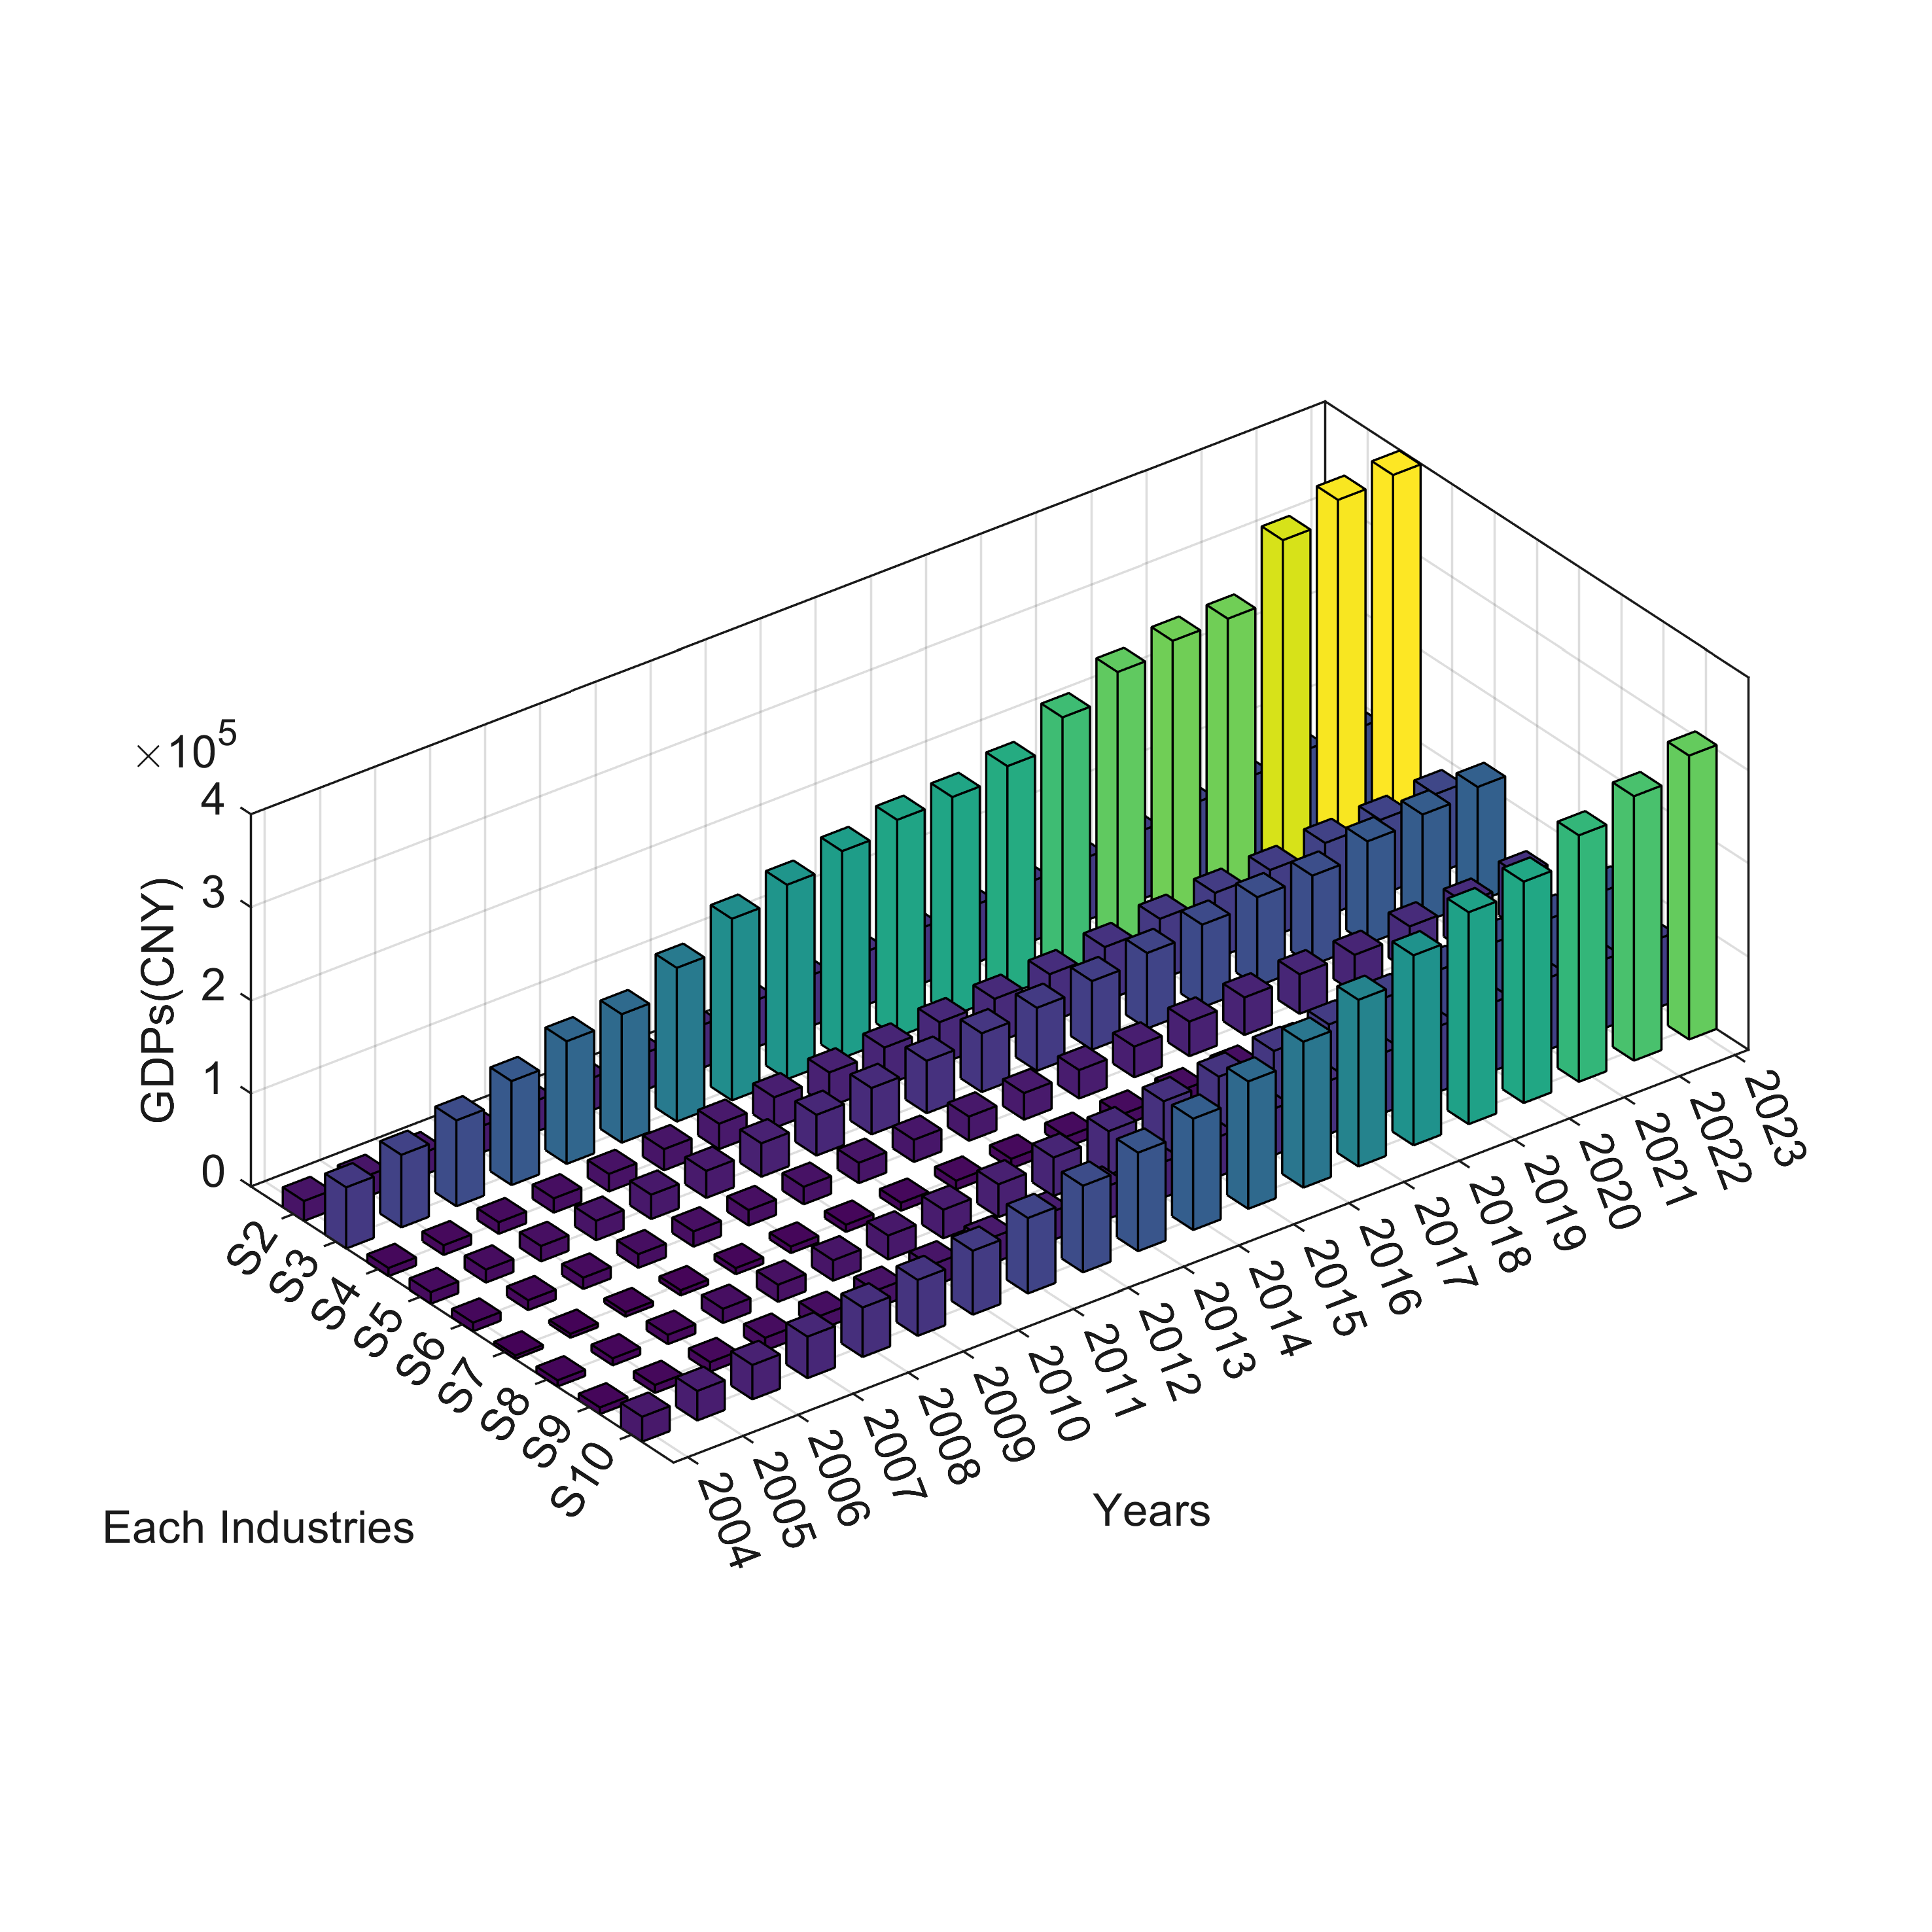 ×10⁵
4
3
2
1
0
GDPs(CNY)
S2
S3
S4
S5
S6
S7
S8
S9
S10
Each Industries
2004
2005
2006
2007
2008
2009
2010
2011
2012
2013
2014
2015
2016
2017
2018
2019
2020
2021
2022
2023
Years